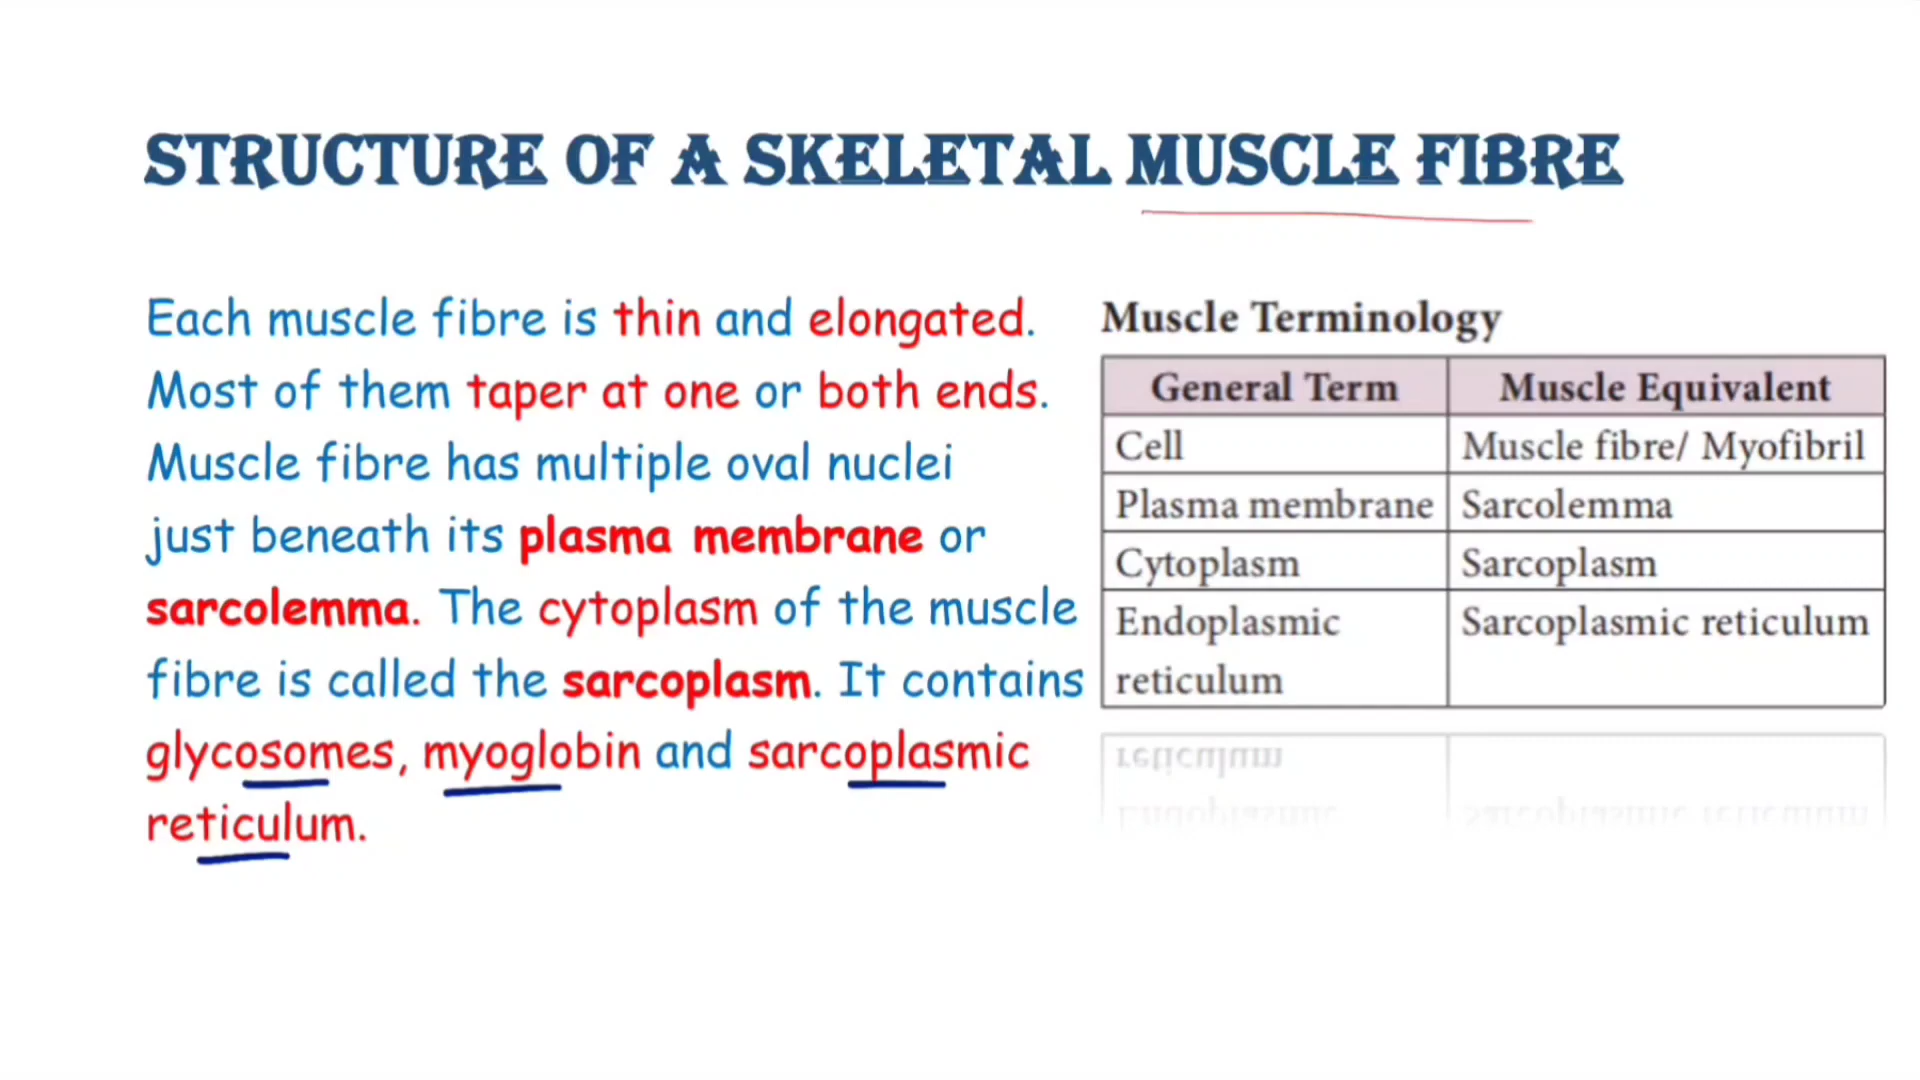 STRUCTURE OF A SKELETAL MUSCLE FIBRE
Each muscle fibre is thin and elongated.
Most of them taper at one or both ends.
Muscle fibre has multiple oval nuclei
just beneath its plasma membrane or
sarcolemma. The cytoplasm of the muscle
fibre is called the sarcoplasm. It contains
glycosomes, myoglobin and sarcoplasmic
reticulum.
Muscle Terminology
General Term Muscle Equivalent
Cell Muscle fibre/ Myofibril
Plasma membrane Sarcolemma
Cytoplasm Sarcoplasm
Endoplasmic Sarcoplasmic reticulum
reticulum